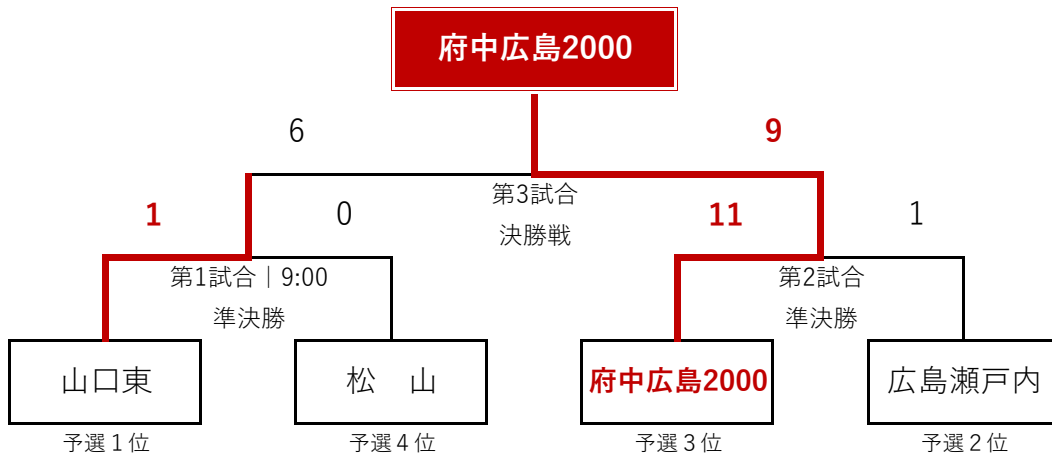 府中広島2000
6
9
第3試合
決勝戦
1
0
11
1
第1試合｜9:00
準決勝
第2試合
準決勝
山口東
松　山
府中広島2000
広島瀬戸内
予選１位
予選４位
予選３位
予選２位